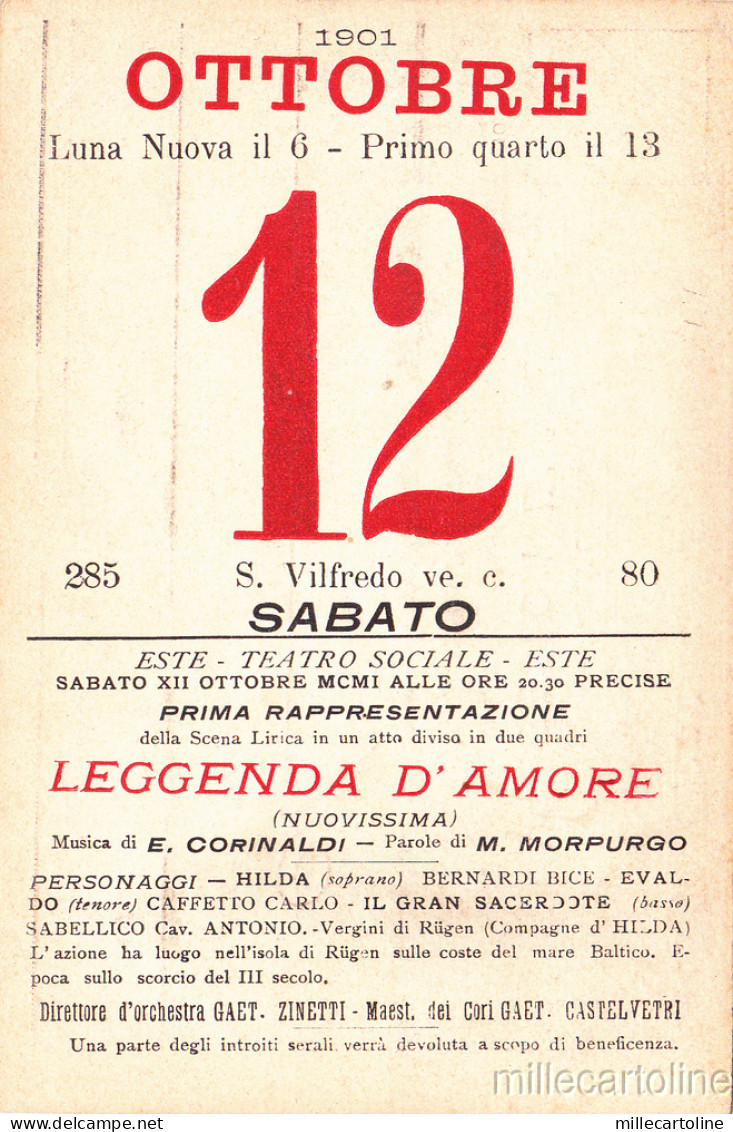 1901
OTTOBRE
Luna Nuova il 6 - Primo quarto il 13
12
285 S. Vilfredo ve. c. 80
SABATO
ESTE - TEATRO SOCIALE - ESTE
SABATO XII OTTOBRE MCMI ALLE ORE 20.30 PRECISE
PRIMA RAPPRESENTAZIONE
della Scena Lirica in un atto diviso in due quadri
LEGGENDA D'AMORE
(NUOVISSIMA)
Musica di E. CORINALDI — Parole di M. MORPURGO
PERSONAGGI — HILDA (soprano) BERNARDI BICE - EVAL-
DO (tenore) CAFFETTO CARLO - IL GRAN SACERDOTE (basso)
SABELLICO Cav. ANTONIO.-Vergini di Rügen (Compagne d'HILDA)
L'azione ha luogo nell'isola di Rügen sulle coste del mare Baltico. E-
poca sullo scorcio del III secolo.
Direttore d'orchestra GAET. ZINETTI - Maest. dei Cori GAET. CASTELVETRI
Una parte degli introiti serali verrà devoluta a scopo di beneficenza.
millecartoline
delcampe.net
millecartoline